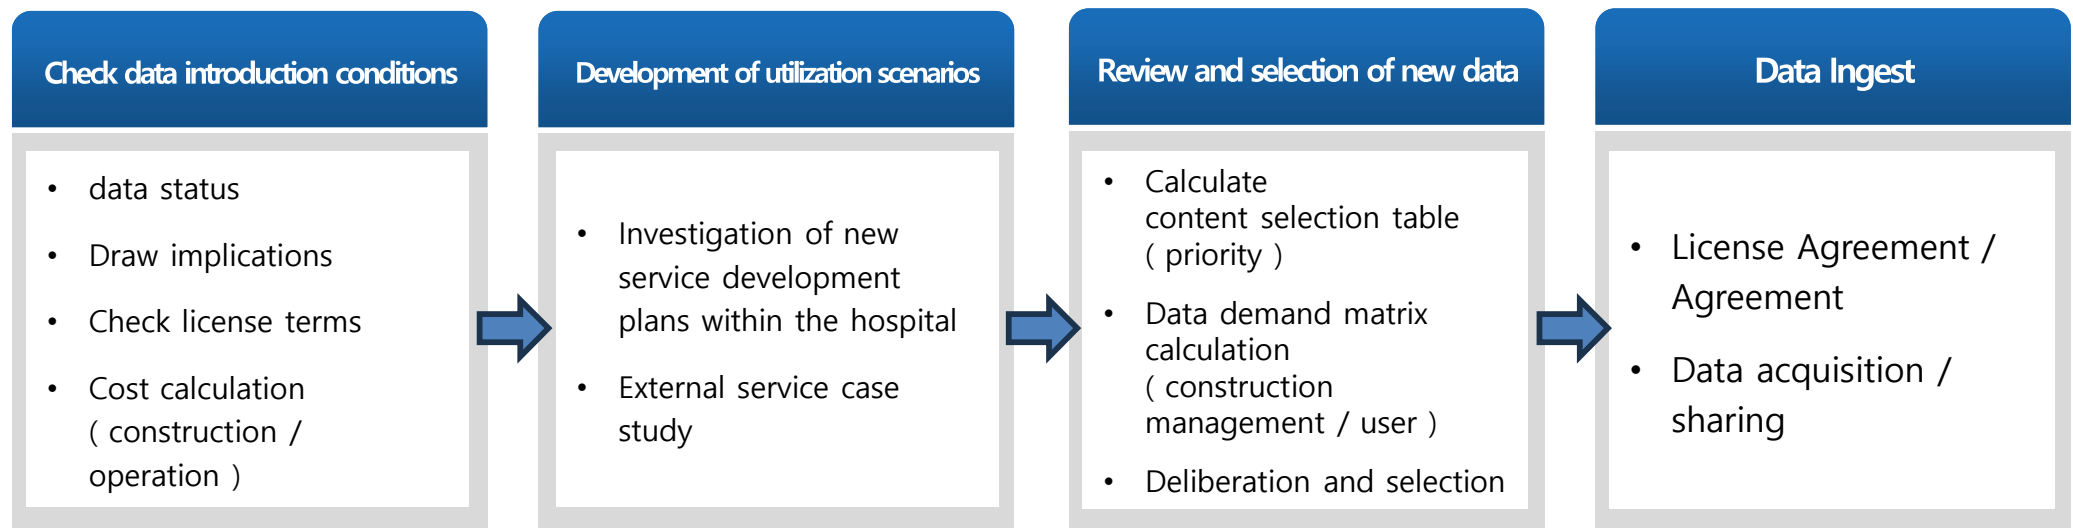 Check data introduction conditions
• data status
• Draw implications
• Check license terms
• Cost calculation
( construction /
operation )
Development of utilization scenarios
• Investigation of new
service development
plans within the hospital
• External service case
study
Review and selection of new data
• Calculate
content selection table
( priority )
• Data demand matrix
calculation
( construction
management / user )
• Deliberation and selection
Data Ingest
• License Agreement /
Agreement
• Data acquisition /
sharing